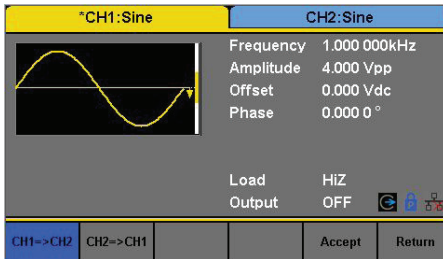 *CH1:Sine
CH2:Sine
Frequency 1.000 000kHz
Amplitude 4.000 Vpp
Offset 0.000 Vdc
Phase 0.000 0 °
Load HiZ
Output OFF
P
CH1=>CH2 CH2=>CH1 Accept Return